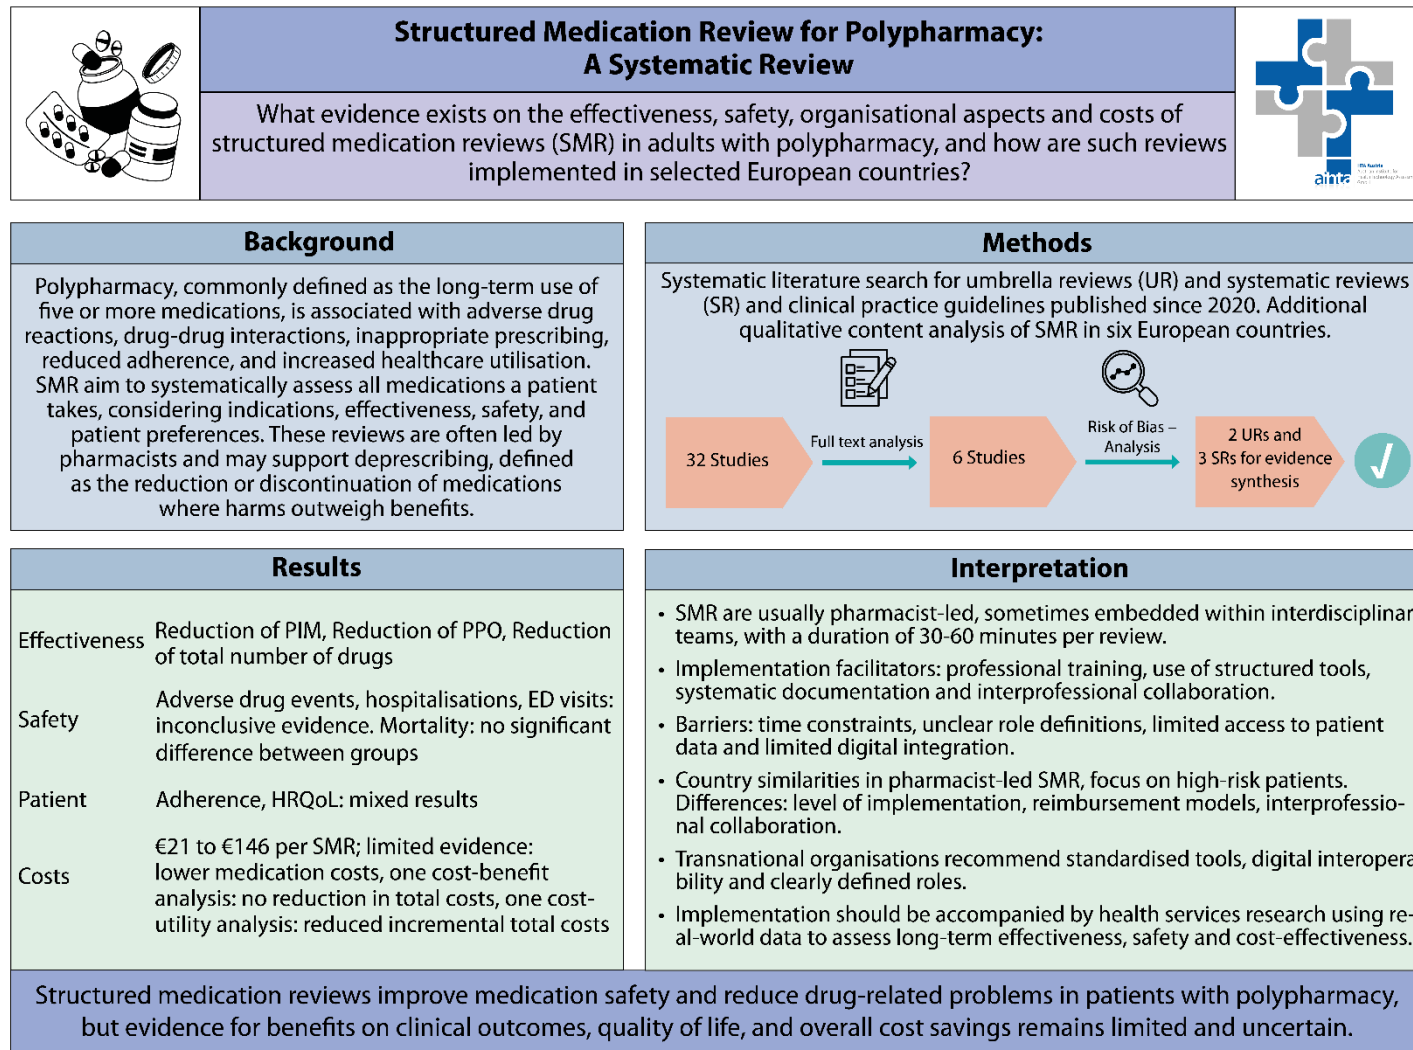 Structured Medication Review for Polypharmacy:
A Systematic Review
What evidence exists on the effectiveness, safety, organisational aspects and costs of
structured medication reviews (SMR) in adults with polypharmacy, and how are such reviews
implemented in selected European countries?
aihta
Background
Polypharmacy, commonly defined as the long-term use of
five or more medications, is associated with adverse drug
reactions, drug-drug interactions, inappropriate prescribing,
reduced adherence, and increased healthcare utilisation.
SMR aim to systematically assess all medications a patient
takes, considering indications, effectiveness, safety, and
patient preferences. These reviews are often led by
pharmacists and may support deprescribing, defined
as the reduction or discontinuation of medications
where harms outweigh benefits.
Methods
Systematic literature search for umbrella reviews (UR) and systematic reviews
(SR) and clinical practice guidelines published since 2020. Additional
qualitative content analysis of SMR in six European countries.
32 Studies
Full text analysis
6 Studies
Risk of Bias –
Analysis
2 URs and
3 SRs for evidence
synthesis
Results
Effectiveness
Reduction of PIM, Reduction of PPO, Reduction
of total number of drugs
Safety
Adverse drug events, hospitalisations, ED visits:
inconclusive evidence. Mortality: no significant
difference between groups
Patient
Adherence, HRQoL: mixed results
Costs
€21 to €146 per SMR; limited evidence:
lower medication costs, one cost-benefit
analysis: no reduction in total costs, one cost-
utility analysis: reduced incremental total costs
Interpretation
• SMR are usually pharmacist-led, sometimes embedded within interdisciplinar
teams, with a duration of 30-60 minutes per review.
• Implementation facilitators: professional training, use of structured tools,
systematic documentation and interprofessional collaboration.
• Barriers: time constraints, unclear role definitions, limited access to patient
data and limited digital integration.
• Country similarities in pharmacist-led SMR, focus on high-risk patients.
Differences: level of implementation, reimbursement models, interprofessio-
nal collaboration.
• Transnational organisations recommend standardised tools, digital interopera
bility and clearly defined roles.
• Implementation should be accompanied by health services research using re-
al-world data to assess long-term effectiveness, safety and cost-effectiveness.
Structured medication reviews improve medication safety and reduce drug-related problems in patients with polypharmacy,
but evidence for benefits on clinical outcomes, quality of life, and overall cost savings remains limited and uncertain.